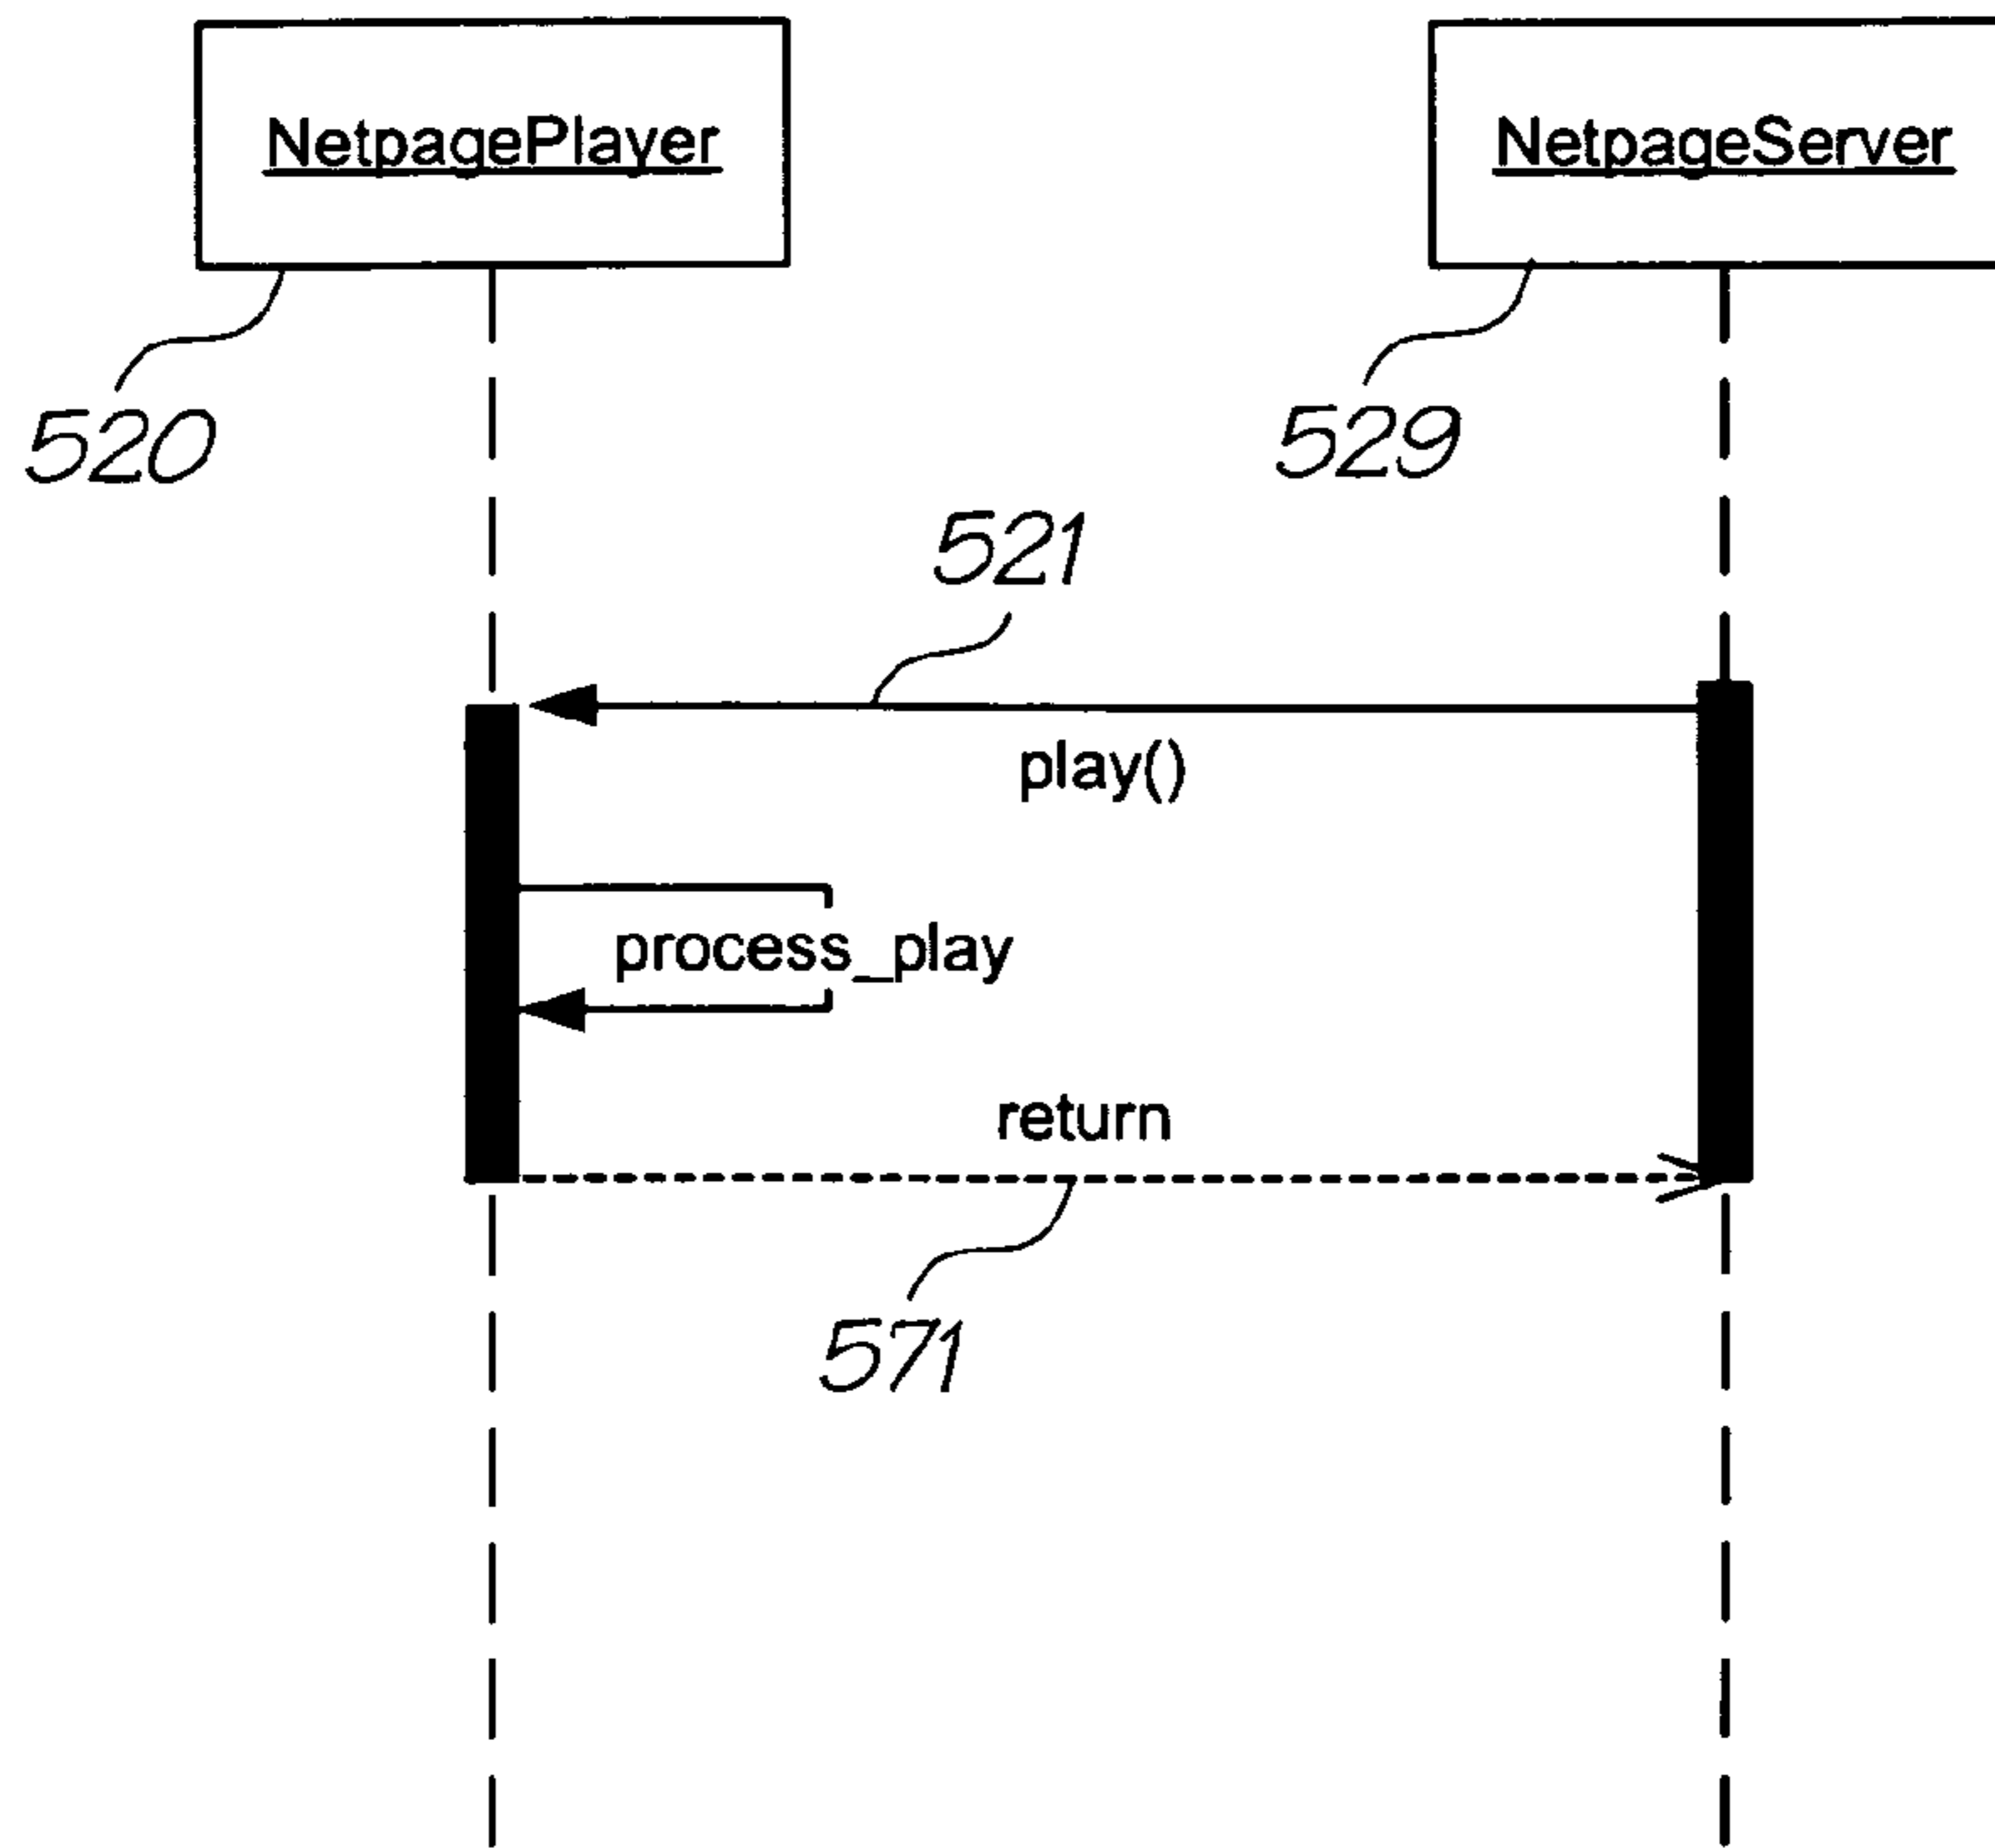 NetpagePlayer
NetpageServer
520
529
521
play()
process_play
return
571